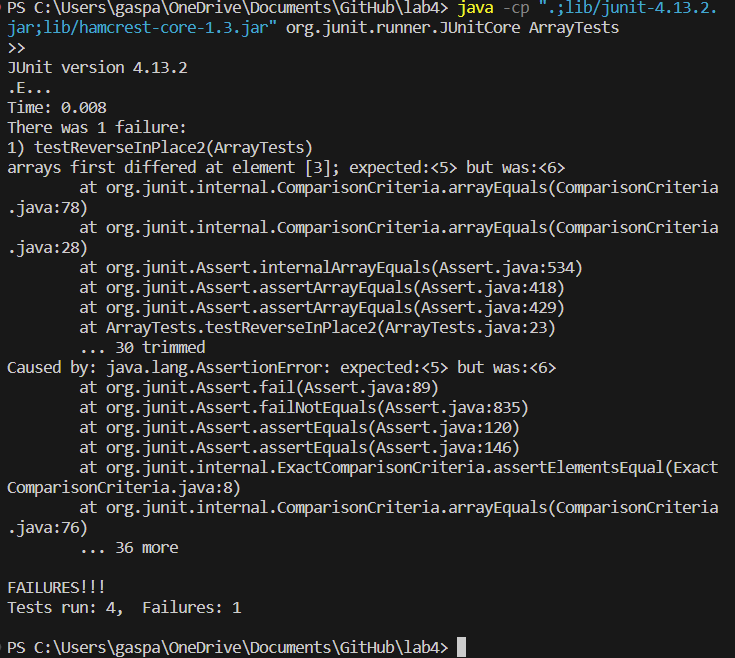 PS C:\Users\gaspa\OneDrive\Documents\GitHub\lab4> java -cp ".;lib/junit-4.13.2.
jar;lib/hamcrest-core-1.3.jar" org.junit.runner.JUnitCore ArrayTests
>>
JUnit version 4.13.2
.E...
Time: 0.008
There was 1 failure:
1) testReverseInPlace2(ArrayTests)
arrays first differed at element [3]; expected:<5> but was:<6>
        at org.junit.internal.ComparisonCriteria.arrayEquals(ComparisonCriteria
.java:78)
        at org.junit.internal.ComparisonCriteria.arrayEquals(ComparisonCriteria
.java:28)
        at org.junit.Assert.internalArrayEquals(Assert.java:534)
        at org.junit.Assert.assertArrayEquals(Assert.java:418)
        at org.junit.Assert.assertArrayEquals(Assert.java:429)
        at ArrayTests.testReverseInPlace2(ArrayTests.java:23)
        ... 30 trimmed
Caused by: java.lang.AssertionError: expected:<5> but was:<6>
        at org.junit.Assert.fail(Assert.java:89)
        at org.junit.Assert.failNotEquals(Assert.java:835)
        at org.junit.Assert.assertEquals(Assert.java:120)
        at org.junit.Assert.assertEquals(Assert.java:146)
        at org.junit.internal.ExactComparisonCriteria.assertElementsEqual(Exact
ComparisonCriteria.java:8)
        at org.junit.internal.ComparisonCriteria.arrayEquals(ComparisonCriteria
.java:76)
        ... 36 more

FAILURES!!!
Tests run: 4,  Failures: 1

PS C:\Users\gaspa\OneDrive\Documents\GitHub\lab4>